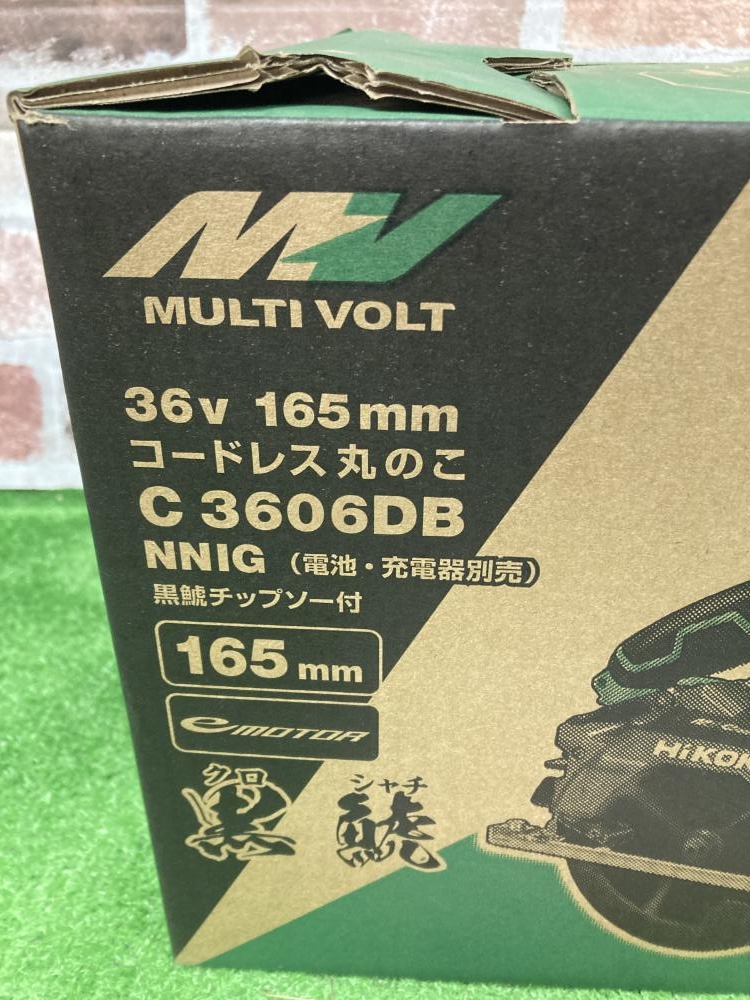 MV
MULTI VOLT
36v 165mm
コードレス丸のこ
C 3606DB
NNIG（電池・充電器別売）
黒鯱チップソー付
165mm
eMOTOR
クロ シャチ
黒 鯱
HiKOK